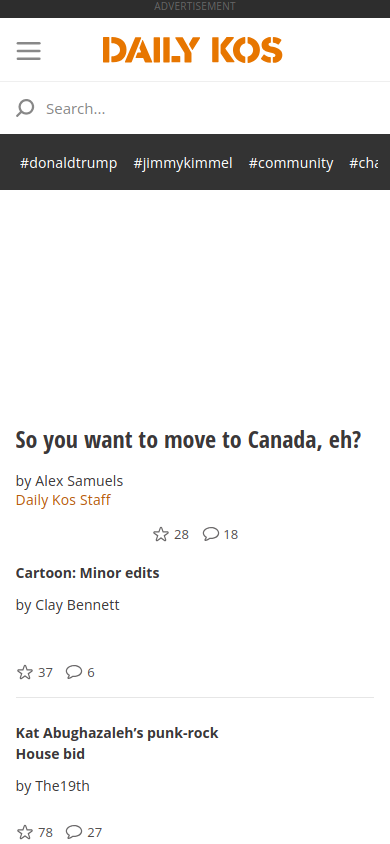 ADVERTISEMENT
DAILY KOS
Search...
#donaldtrump #jimmykimmel #community #cha
So you want to move to Canada, eh?
by Alex Samuels
Daily Kos Staff
28 18
Cartoon: Minor edits
by Clay Bennett
37 6
Kat Abughazaleh’s punk-rock
House bid
by The19th
78 27